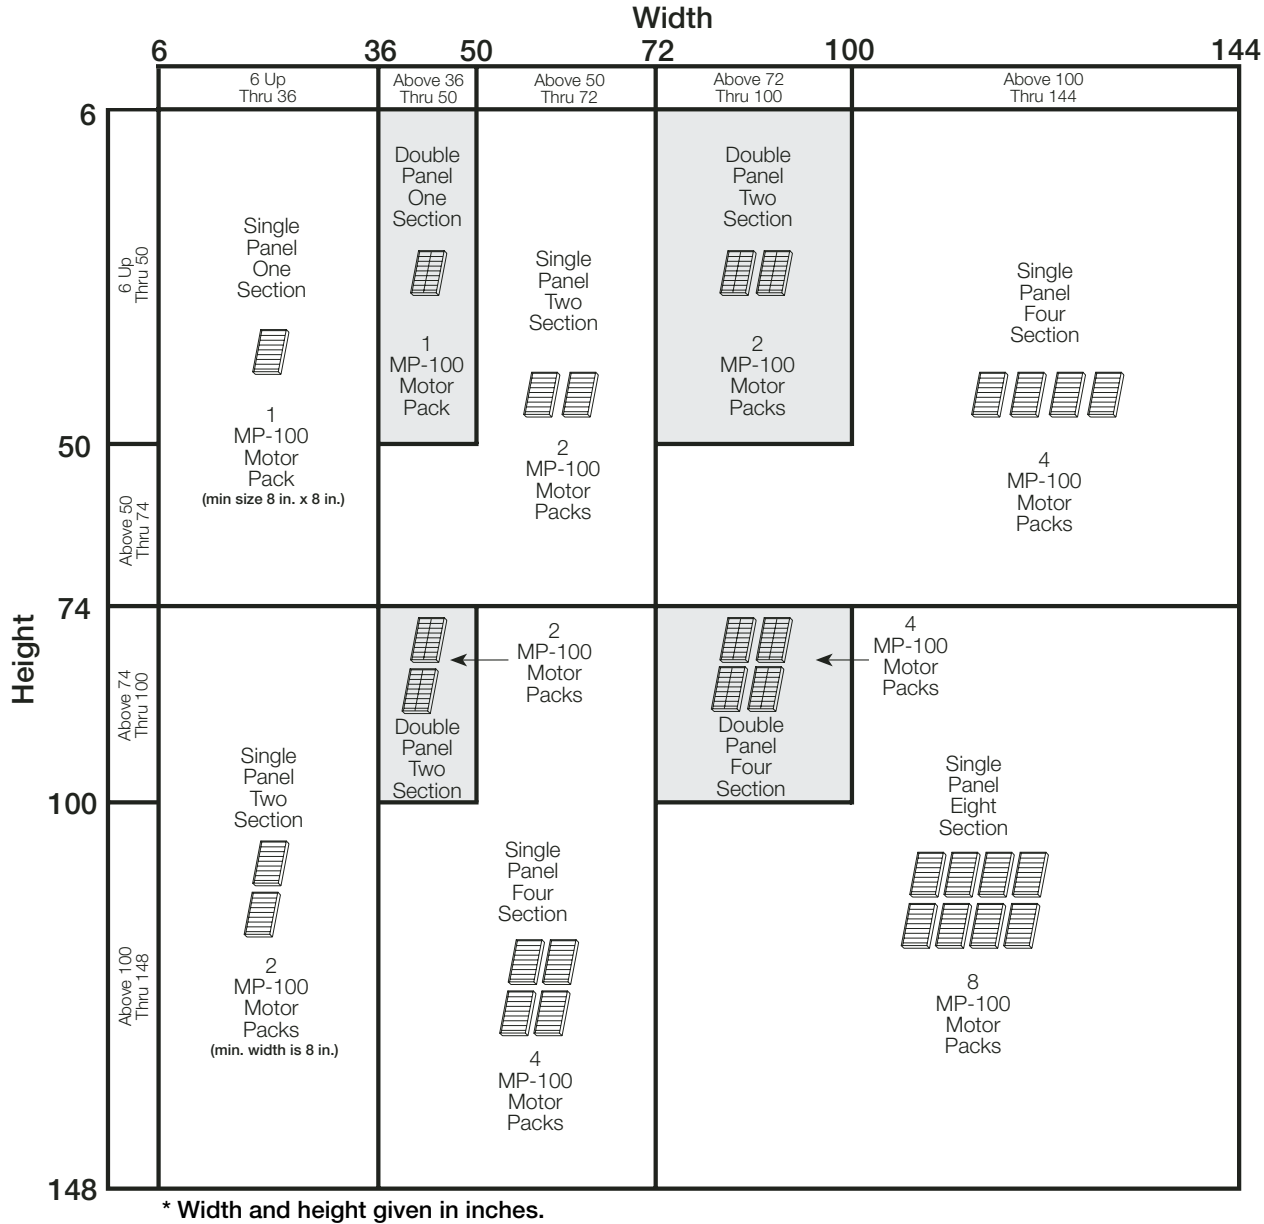 Width
6 36 50 72 100 144
6 Up
Thru 36
Above 36
Thru 50
Above 50
Thru 72
Above 72
Thru 100
Above 100
Thru 144
Height
6
6 Up
Thru 50
50
Above 50
Thru 74
74
Above 74
Thru 100
100
Above 100
Thru 148
148
Single
Panel
One
Section
1
MP-100
Motor
Pack
(min size 8 in. x 8 in.)
Double
Panel
One
Section
1
MP-100
Motor
Pack
Single
Panel
Two
Section
2
MP-100
Motor
Packs
Double
Panel
Two
Section
2
MP-100
Motor
Packs
Single
Panel
Four
Section
4
MP-100
Motor
Packs
Single
Panel
Two
Section
2
MP-100
Motor
Packs
(min. width is 8 in.)
Double
Panel
Two
Section
2
MP-100
Motor
Packs
Single
Panel
Four
Section
4
MP-100
Motor
Packs
Double
Panel
Four
Section
4
MP-100
Motor
Packs
Single
Panel
Eight
Section
8
MP-100
Motor
Packs
* Width and height given in inches.